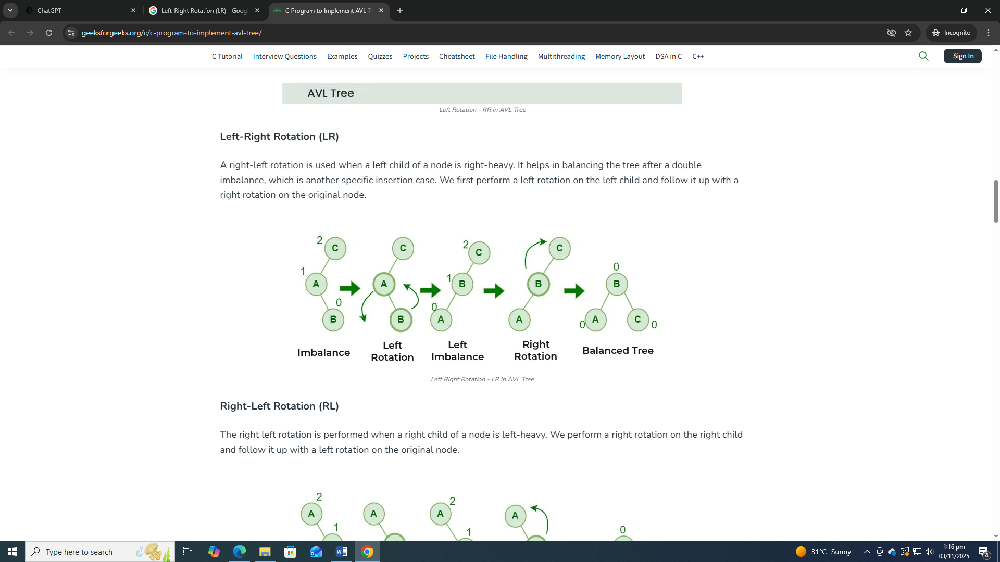 ChatGPT
Left-Right Rotation (LR) - Goog
C Program to Implement AVL Tr
geeksforgeeks.org/c/c-program-to-implement-avl-tree/
Incognito
C Tutorial Interview Questions Examples Quizzes Projects Cheatsheet File Handling Multithreading Memory Layout DSA in C C++
Sign In
AVL Tree
Left Rotation - RR in AVL Tree
Left-Right Rotation (LR)
A right-left rotation is used when a left child of a node is right-heavy. It helps in balancing the tree after a double
imbalance, which is another specific insertion case. We first perform a left rotation on the left child and follow it up with a
right rotation on the original node.
2 C C 2 C C
0
1 A A 1 B B B
0
B B 0 A A 0 A C 0
Imbalance
Left
Rotation
Left
Imbalance
Right
Rotation
Balanced Tree
Left Right Rotation - LR in AVL Tree
Right-Left Rotation (RL)
The right left rotation is performed when a right child of a node is left-heavy. We perform a right rotation on the right child
and follow it up with a left rotation on the original node.
2 2
A A A A
1 1 0
Type here to search
31°C Sunny
1:16 pm
03/11/2025
4